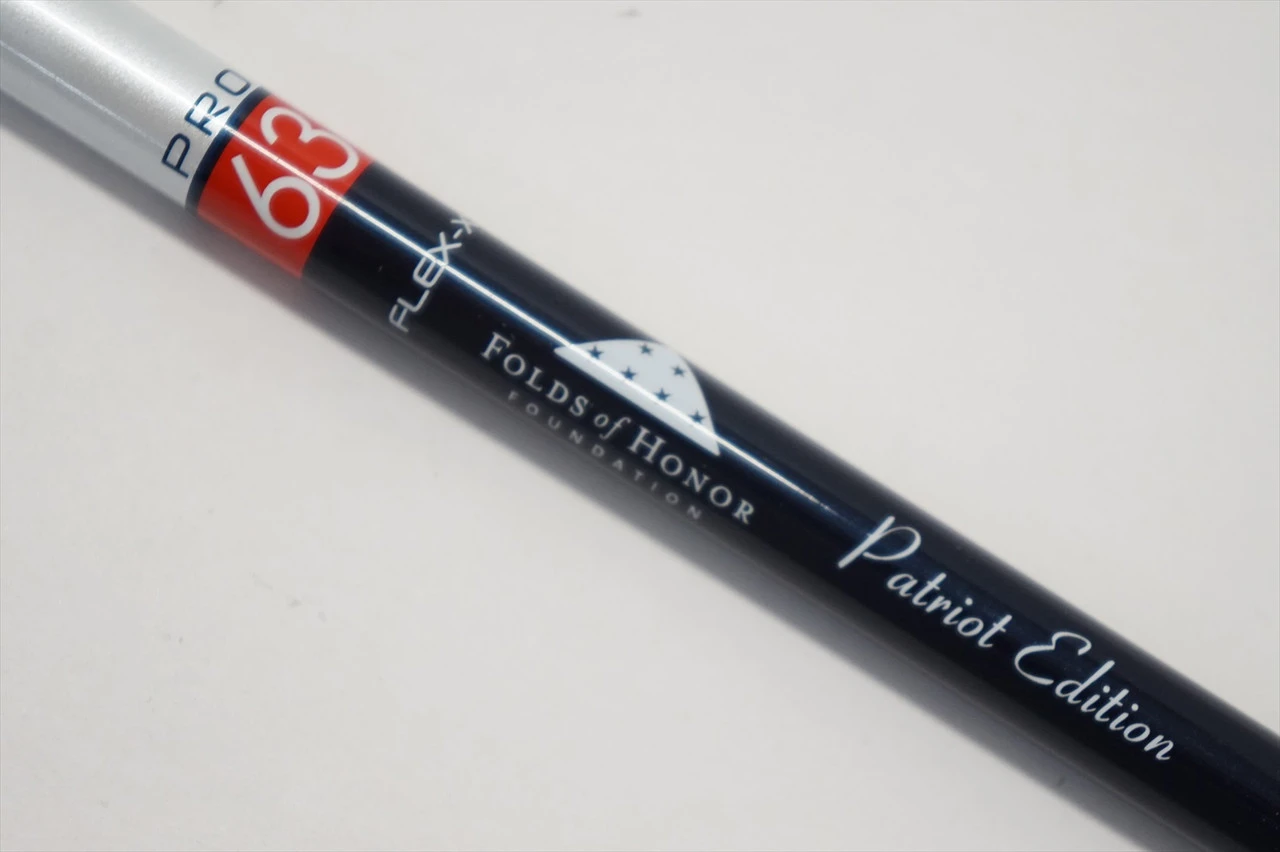 PRO
63
FLEX-X
FOLDS of HONOR
FOUNDATION
Patriot Edition